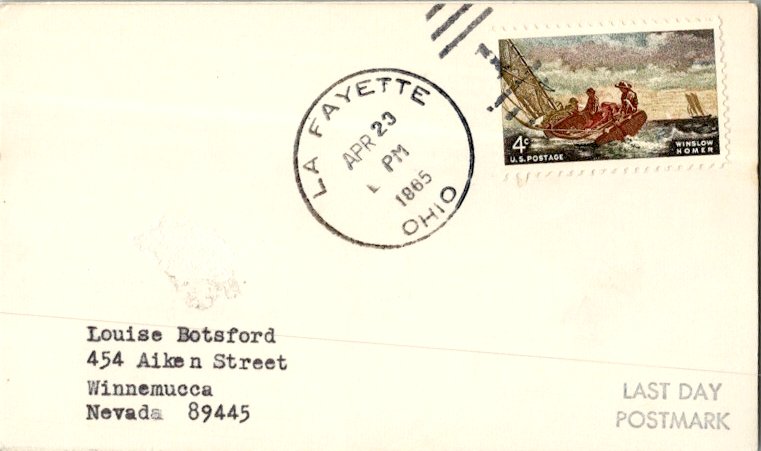 LA FAYETTE
APR 23
PM
1865
OHIO
4¢
U.S. POSTAGE
WINSLOW
HOMER
Louise Botsford
454 Aiken Street
Winnemucca
Nevada 89445
LAST DAY
POSTMARK